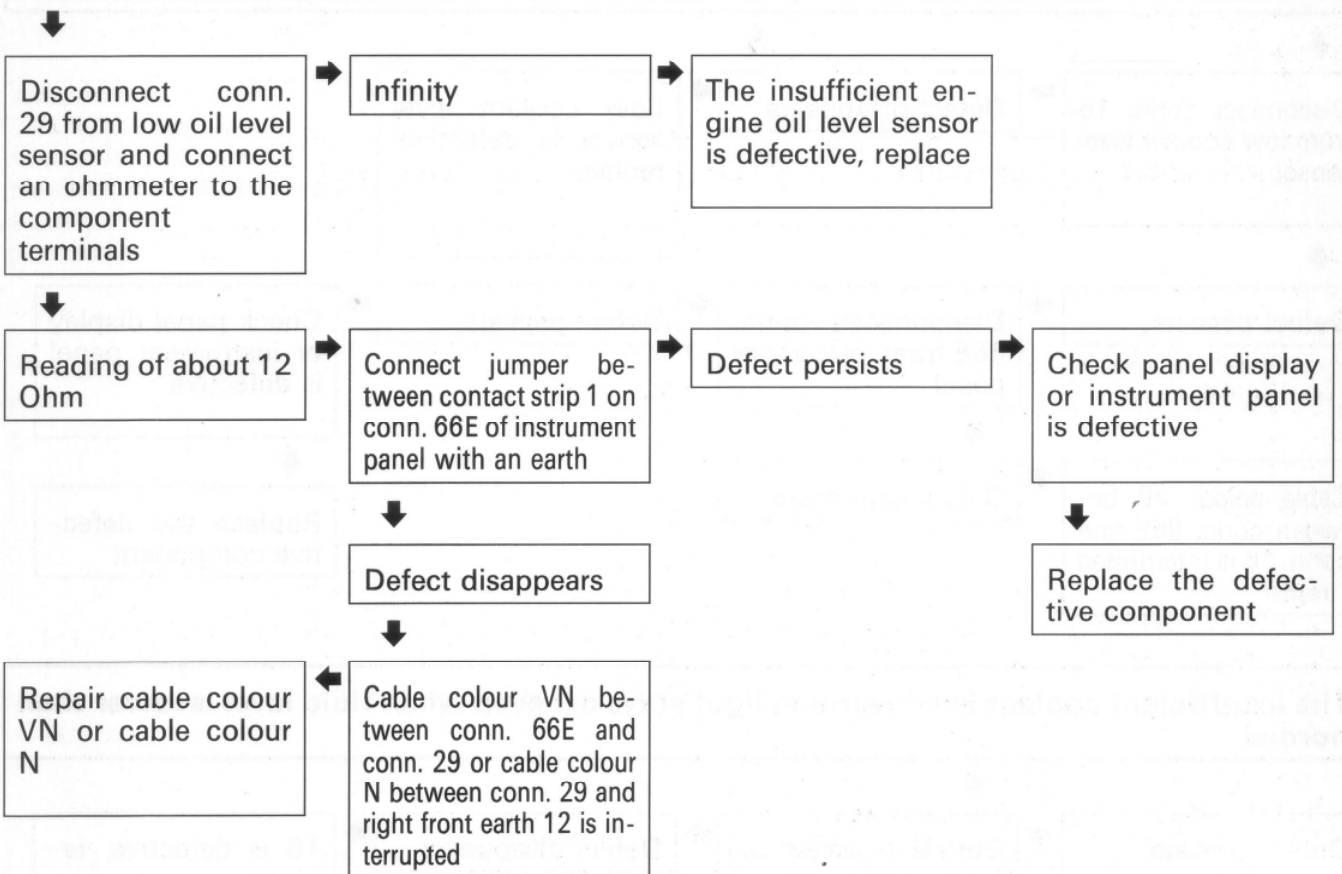 Disconnect conn.
29 from low oil level
sensor and connect
an ohmmeter to the
component
terminals
Infinity
The insufficient en-
gine oil level sensor
is defective, replace
Reading of about 12
Ohm
Connect jumper be-
tween contact strip 1 on
conn. 66E of instrument
panel with an earth
Defect persists
Check panel display
or instrument panel
is defective
Defect disappears
Replace the defec-
tive component
Repair cable colour
VN or cable colour
N
Cable colour VN be-
tween conn. 66E and
conn. 29 or cable colour
N between conn. 29 and
right front earth 12 is in-
terrupted